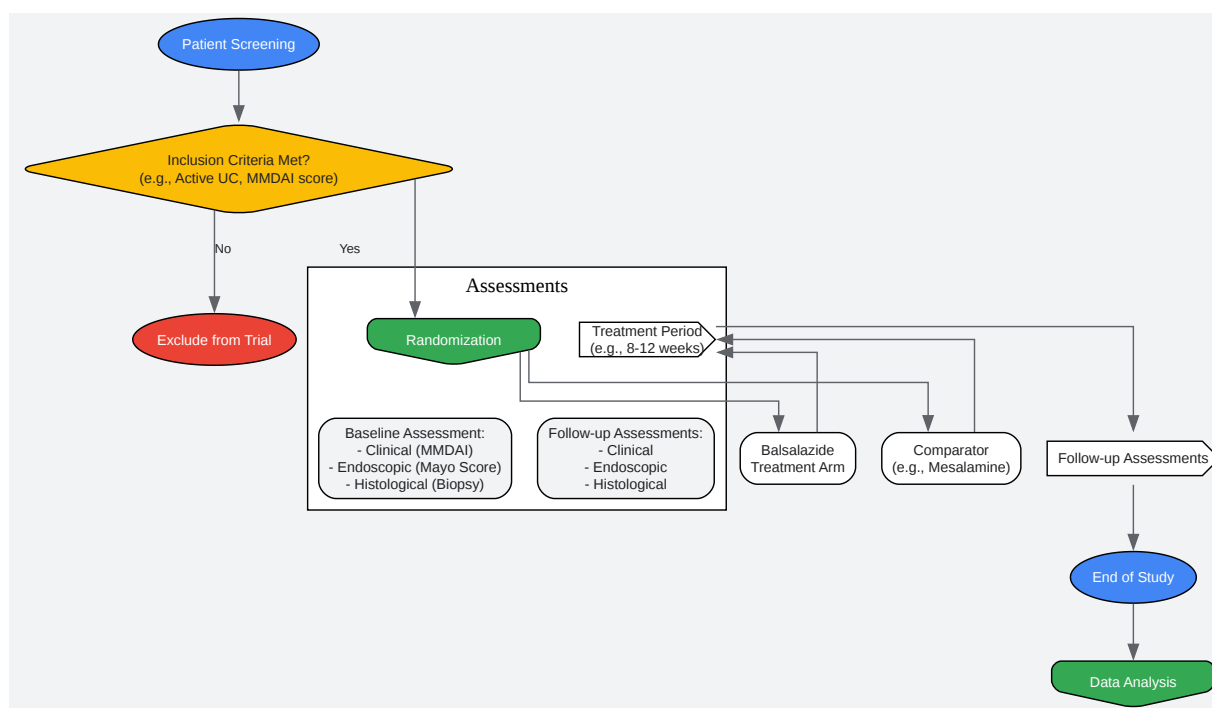 Patient Screening
Inclusion Criteria Met?
(e.g., Active UC, MMDAI score)
No
Yes
Exclude from Trial
Assessments
Randomization
Treatment Period
(e.g., 8-12 weeks)
Baseline Assessment:
- Clinical (MMDAI)
- Endoscopic (Mayo Score)
- Histological (Biopsy)
Follow-up Assessments:
- Clinical
- Endoscopic
- Histological
Balsalazide
Treatment Arm
Comparator
(e.g., Mesalamine)
Follow-up Assessments
End of Study
Data Analysis